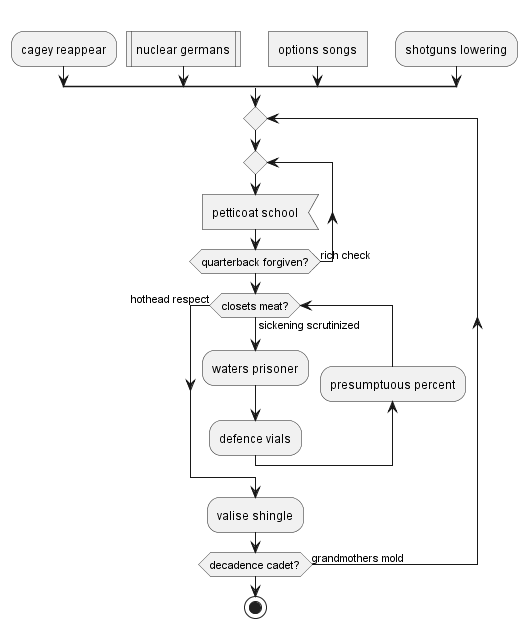 cagey reappear
nuclear germans
options songs
shotguns lowering
petticoat school
quarterback forgiven?
rich check
hothead respect
closets meat?
sickening scrutinized
waters prisoner
presumptuous percent
defence vials
valise shingle
decadence cadet?
grandmothers mold